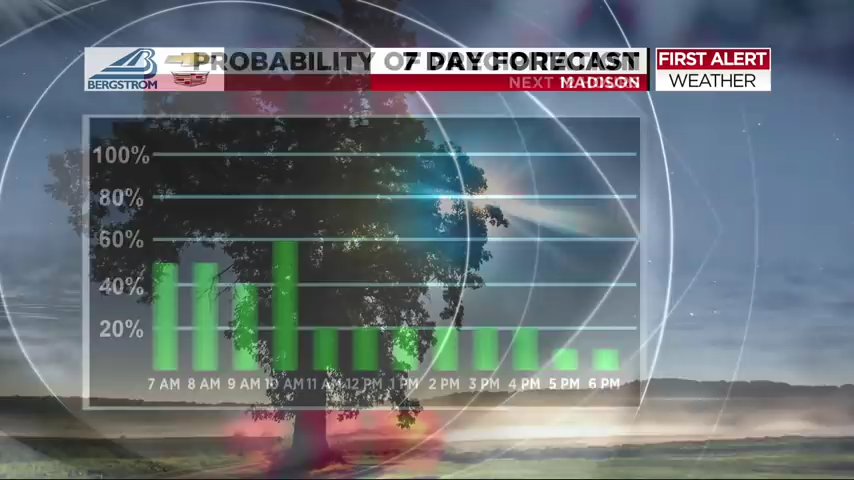 BERGSTROM
PROBABILITY OF
7 DAY FORECAST
NEXT
MADISON
FIRST ALERT
WEATHER
100%
80%
60%
40%
20%
7 AM 8 AM 9 AM 10 AM 11 AM 12 PM 1 PM 2 PM 3 PM 4 PM 5 PM 6 PM